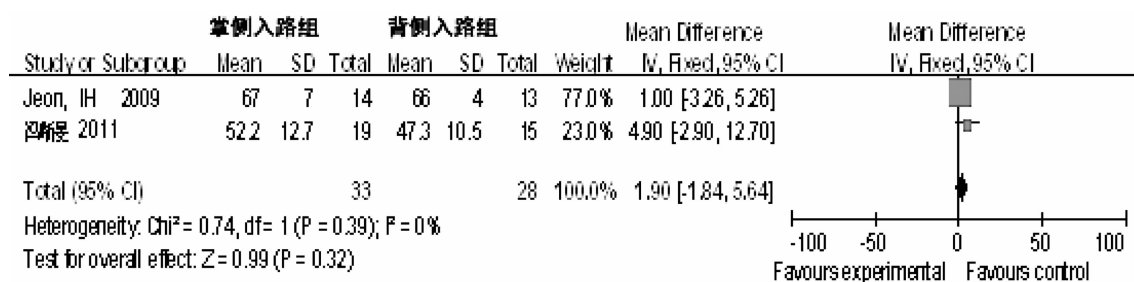 掌侧入路组 背侧入路组 Mean Difference Mean Difference
Study or Subgroup Mean SD Total Mean SD Total Weight IV, Fixed, 95% CI IV, Fixed, 95% CI
Jeon, IH 2009 67 7 14 66 4 13 77.0% 1.00 [-3.26, 5.26]
2011 52.2 12.7 19 47.3 10.5 15 23.0% 4.90 [-2.90, 12.70]
Total (95% CI) 33 28 100.0% 1.90 [-1.84, 5.64]
Heterogeneity: Chi² = 0.74, df = 1 (P = 0.39); I² = 0%
Test for overall effect: Z = 0.99 (P = 0.32)
-100 -50 0 50 100
Favours experimental Favours control